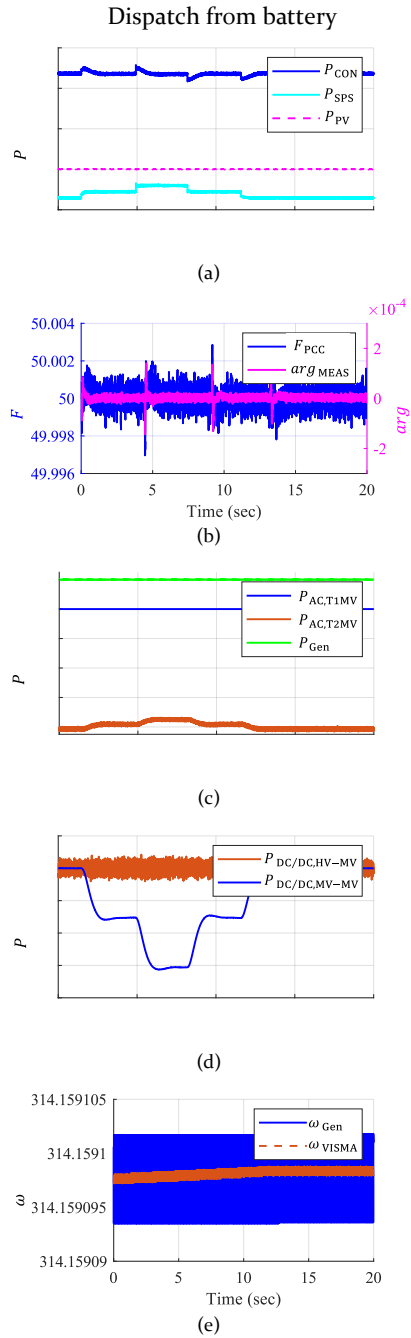 Dispatch from battery
P_CON
P_SPS
P_PV
P
(a)
×10^-4
50.004
50.002
50
49.998
49.996
2
0
-2
F_PCC
arg_MEAS
F
arg
0
5
10
15
20
Time (sec)
(b)
P_AC,T1MV
P_AC,T2MV
P_Gen
P
(c)
P_DC/DC,HV−MV
P_DC/DC,MV−MV
P
(d)
314.159105
314.1591
314.159095
314.15909
ω_Gen
ω_VISMA
ω
0
5
10
15
20
Time (sec)
(e)